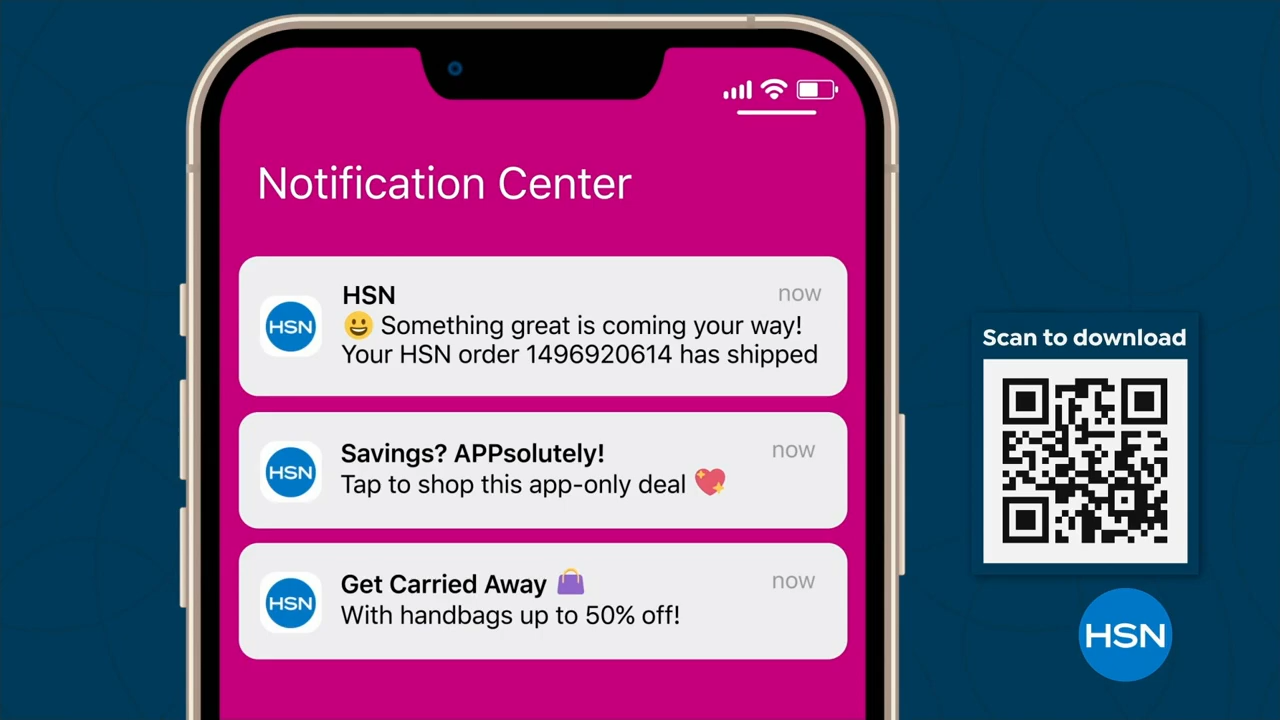 Notification Center
HSN
now
😀 Something great is coming your way!
Your HSN order 1496920614 has shipped
HSN
Savings? APPsolutely!
now
Tap to shop this app-only deal 💖
HSN
Get Carried Away 👜
now
With handbags up to 50% off!
HSN
Scan to download
HSN